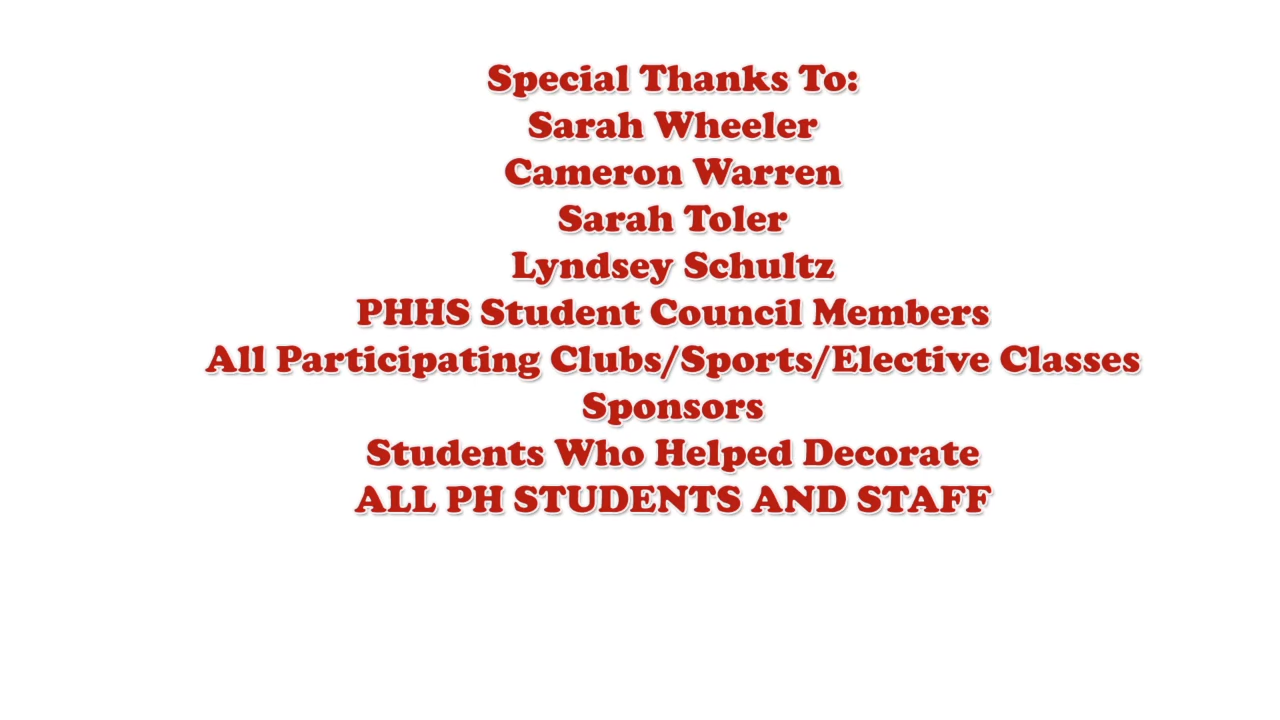 Special Thanks To:
Sarah Wheeler
Cameron Warren
Sarah Toler
Lyndsey Schultz
PHHS Student Council Members
All Participating Clubs/Sports/Elective Classes
Sponsors
Students Who Helped Decorate
ALL PH STUDENTS AND STAFF